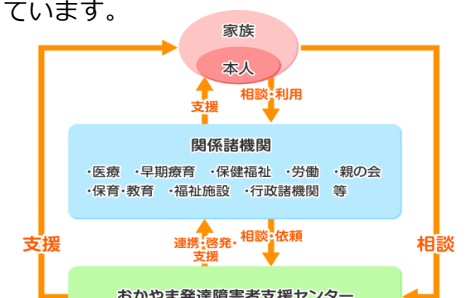 ています。
家族
本人
支援
相談・利用
関係諸機関
・医療 ・早期療育 ・保健福祉 ・労働 ・親の会
・保育・教育 ・福祉施設 ・行政諸機関 等
支援
連携・啓発・
支援
相談・依頼
相談
おかやま発達障害者支援センター